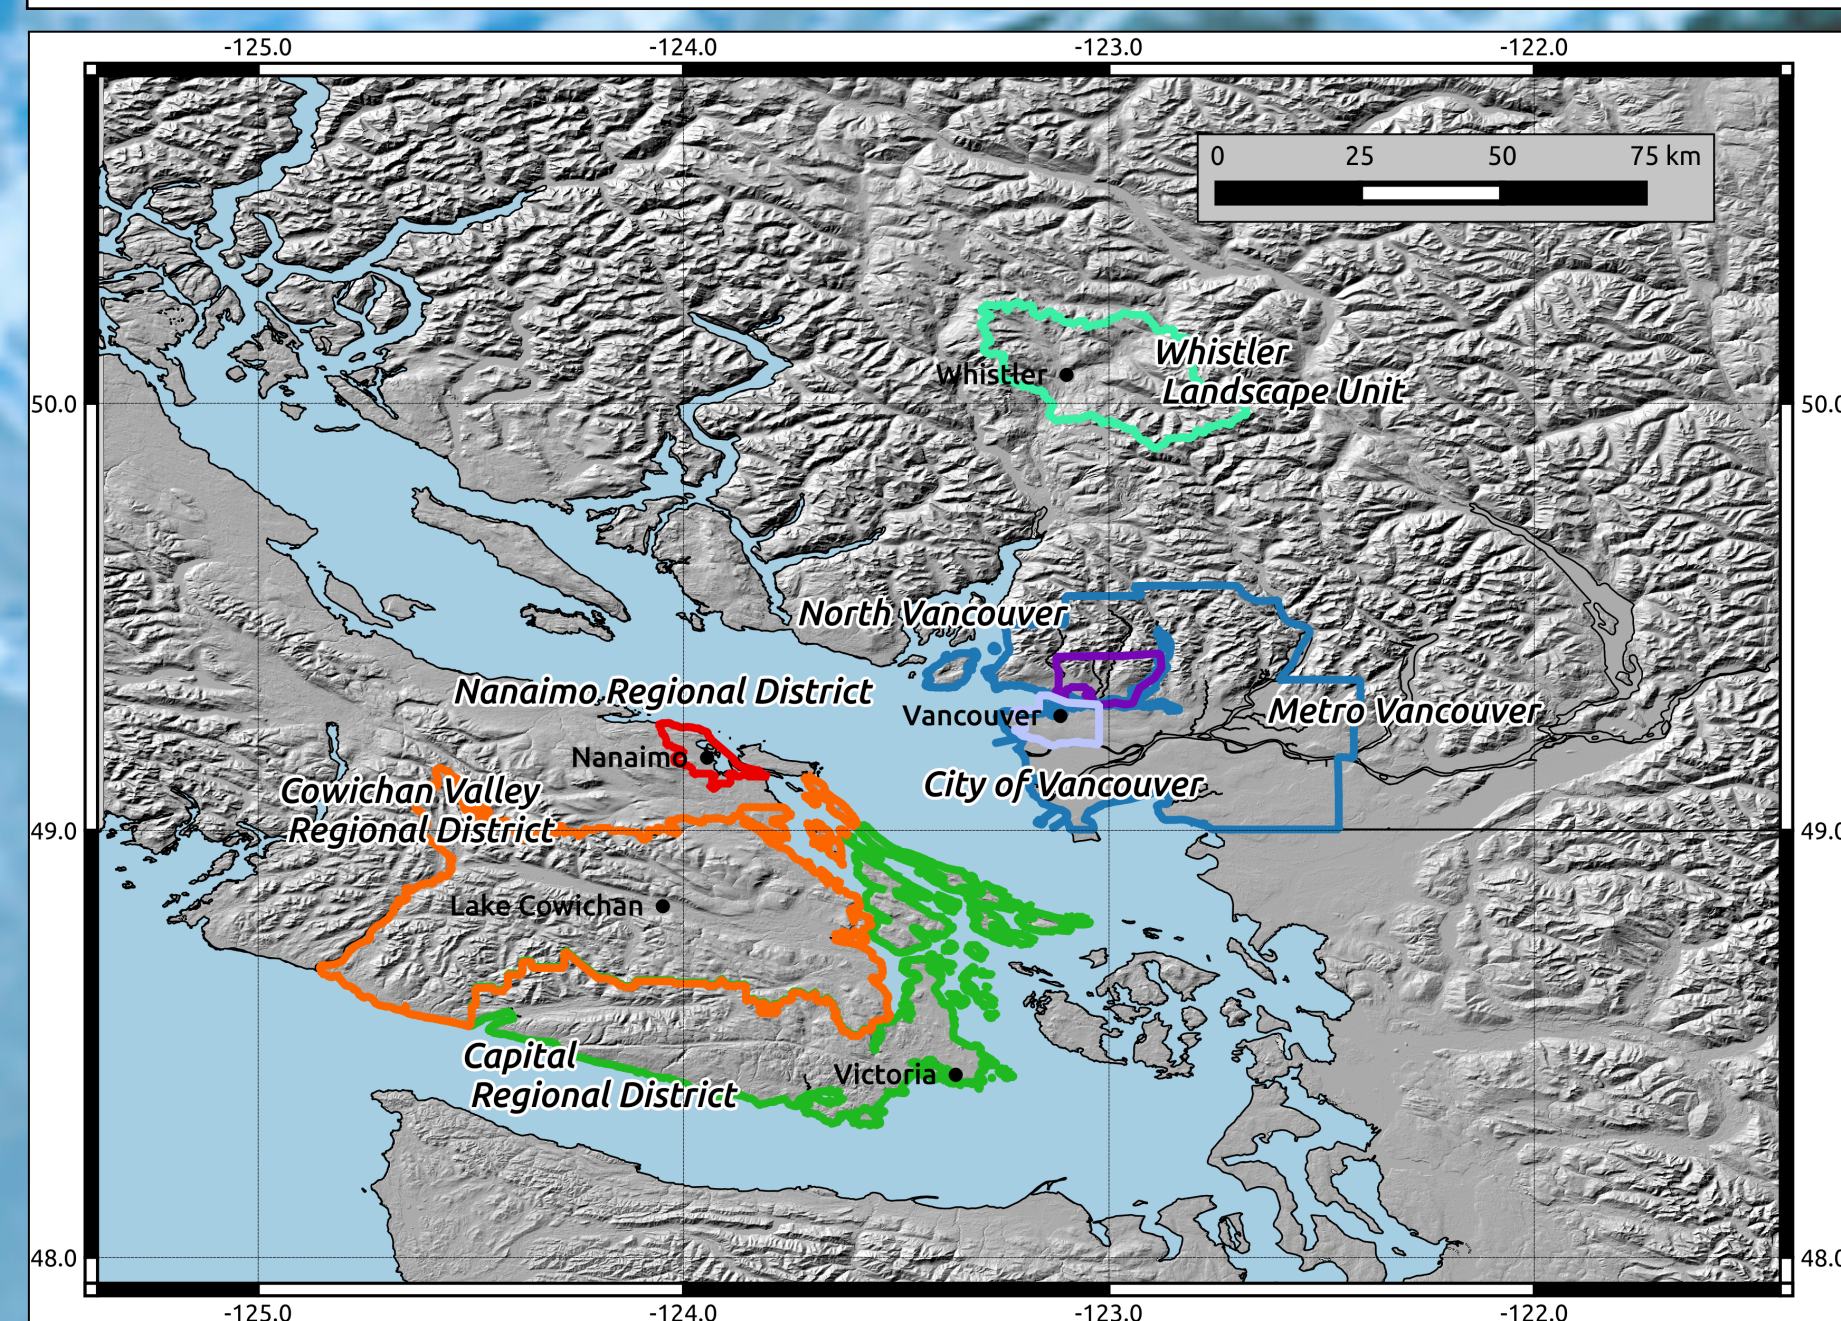 -125.0 -124.0 -123.0 -122.0
0 25 50 75 km
Whistler
Landscape Unit
Whistler
50.0 50.0
North Vancouver
Nanaimo Regional District
Vancouver
Metro Vancouver
Nanaimo
City of Vancouver
Cowichan Valley
Regional District
49.0 49.0
Lake Cowichan
Capital
Regional District
Victoria
48.0 48.0
-125.0 -124.0 -123.0 -122.0